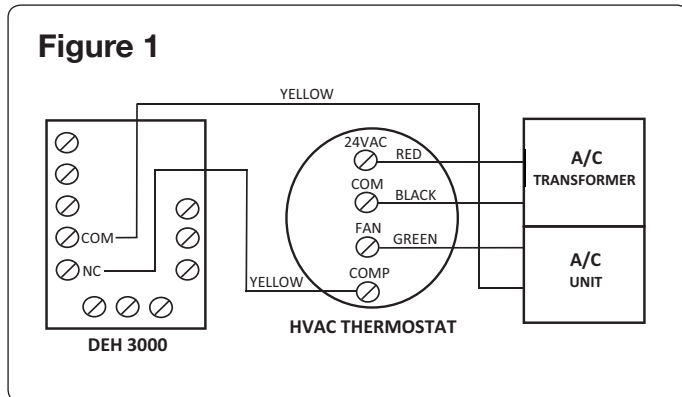 Figure 1
YELLOW
24VAC
RED
A/C
TRANSFORMER
COM
BLACK
COM
FAN
GREEN
A/C
UNIT
NC
YELLOW
COMP
HVAC THERMOSTAT
DEH 3000